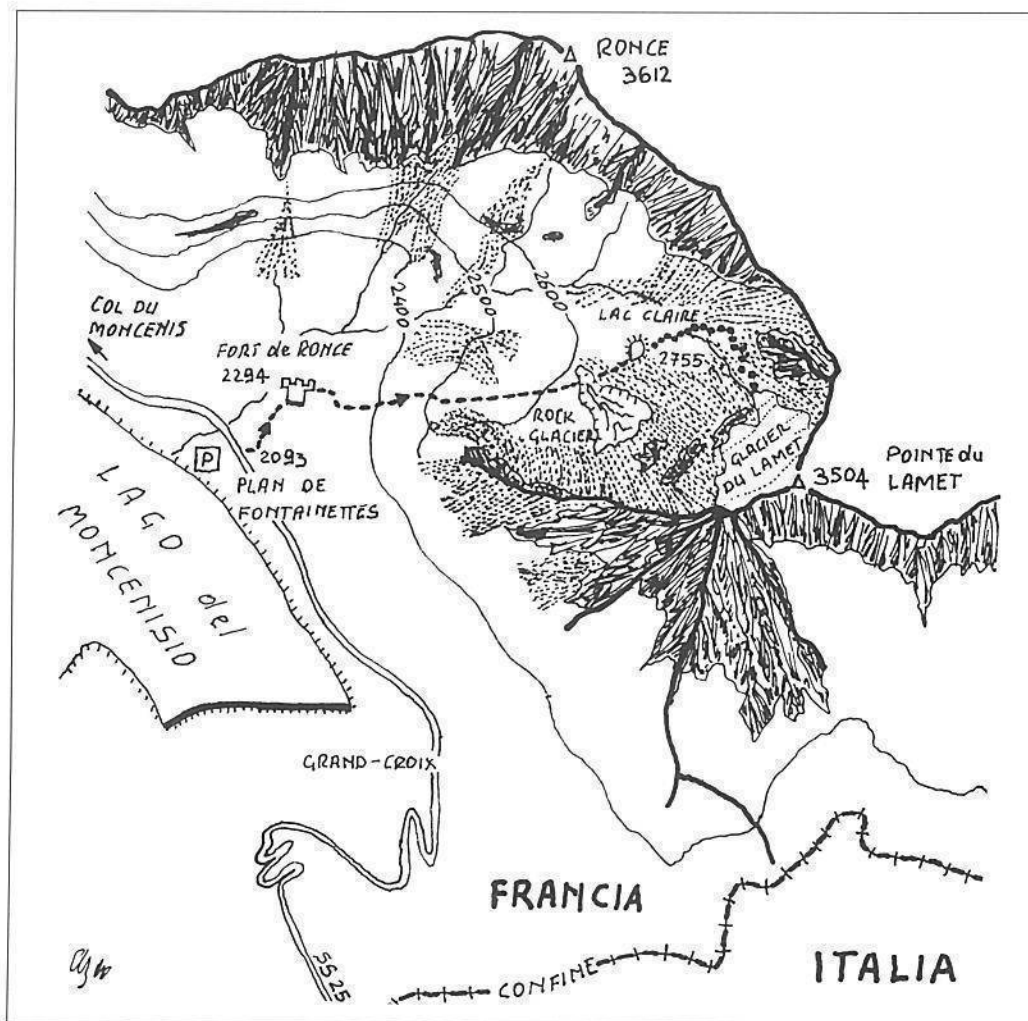 RONCE
3612
COL DU
MONCENIS
2400
2500
2600
LAC CLAIRE
FORT de RONCE
2294
2755
ROCK
GLACIER
GLACIER
DU LAMET
P
2093
3504
POINTE du
LAMET
PLAN DE
FONTAINETTES
LAGO del
MONCENISIO
GRAND-CROIX
FRANCIA
SS25
CONFINE
ITALIA